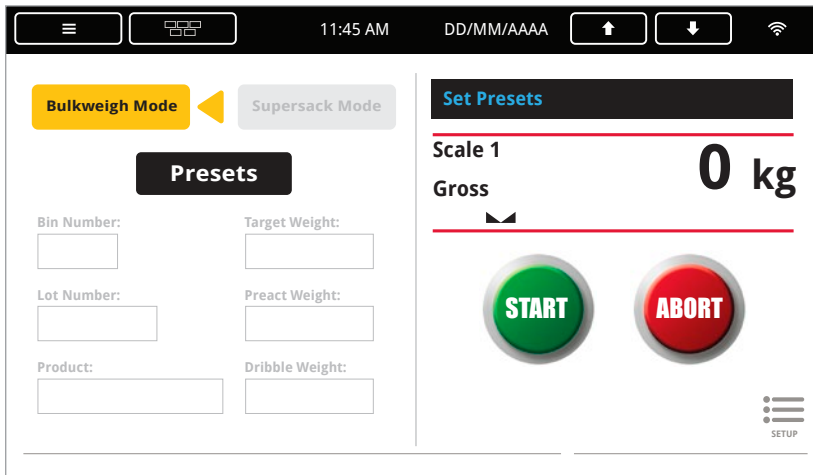 11:45 AM DD/MM/AAAA
Bulkweigh Mode Supersack Mode
Presets
Bin Number: Target Weight:
Lot Number: Preact Weight:
Product: Dribble Weight:
Set Presets
Scale 1
0 kg
Gross
START ABORT
SETUP